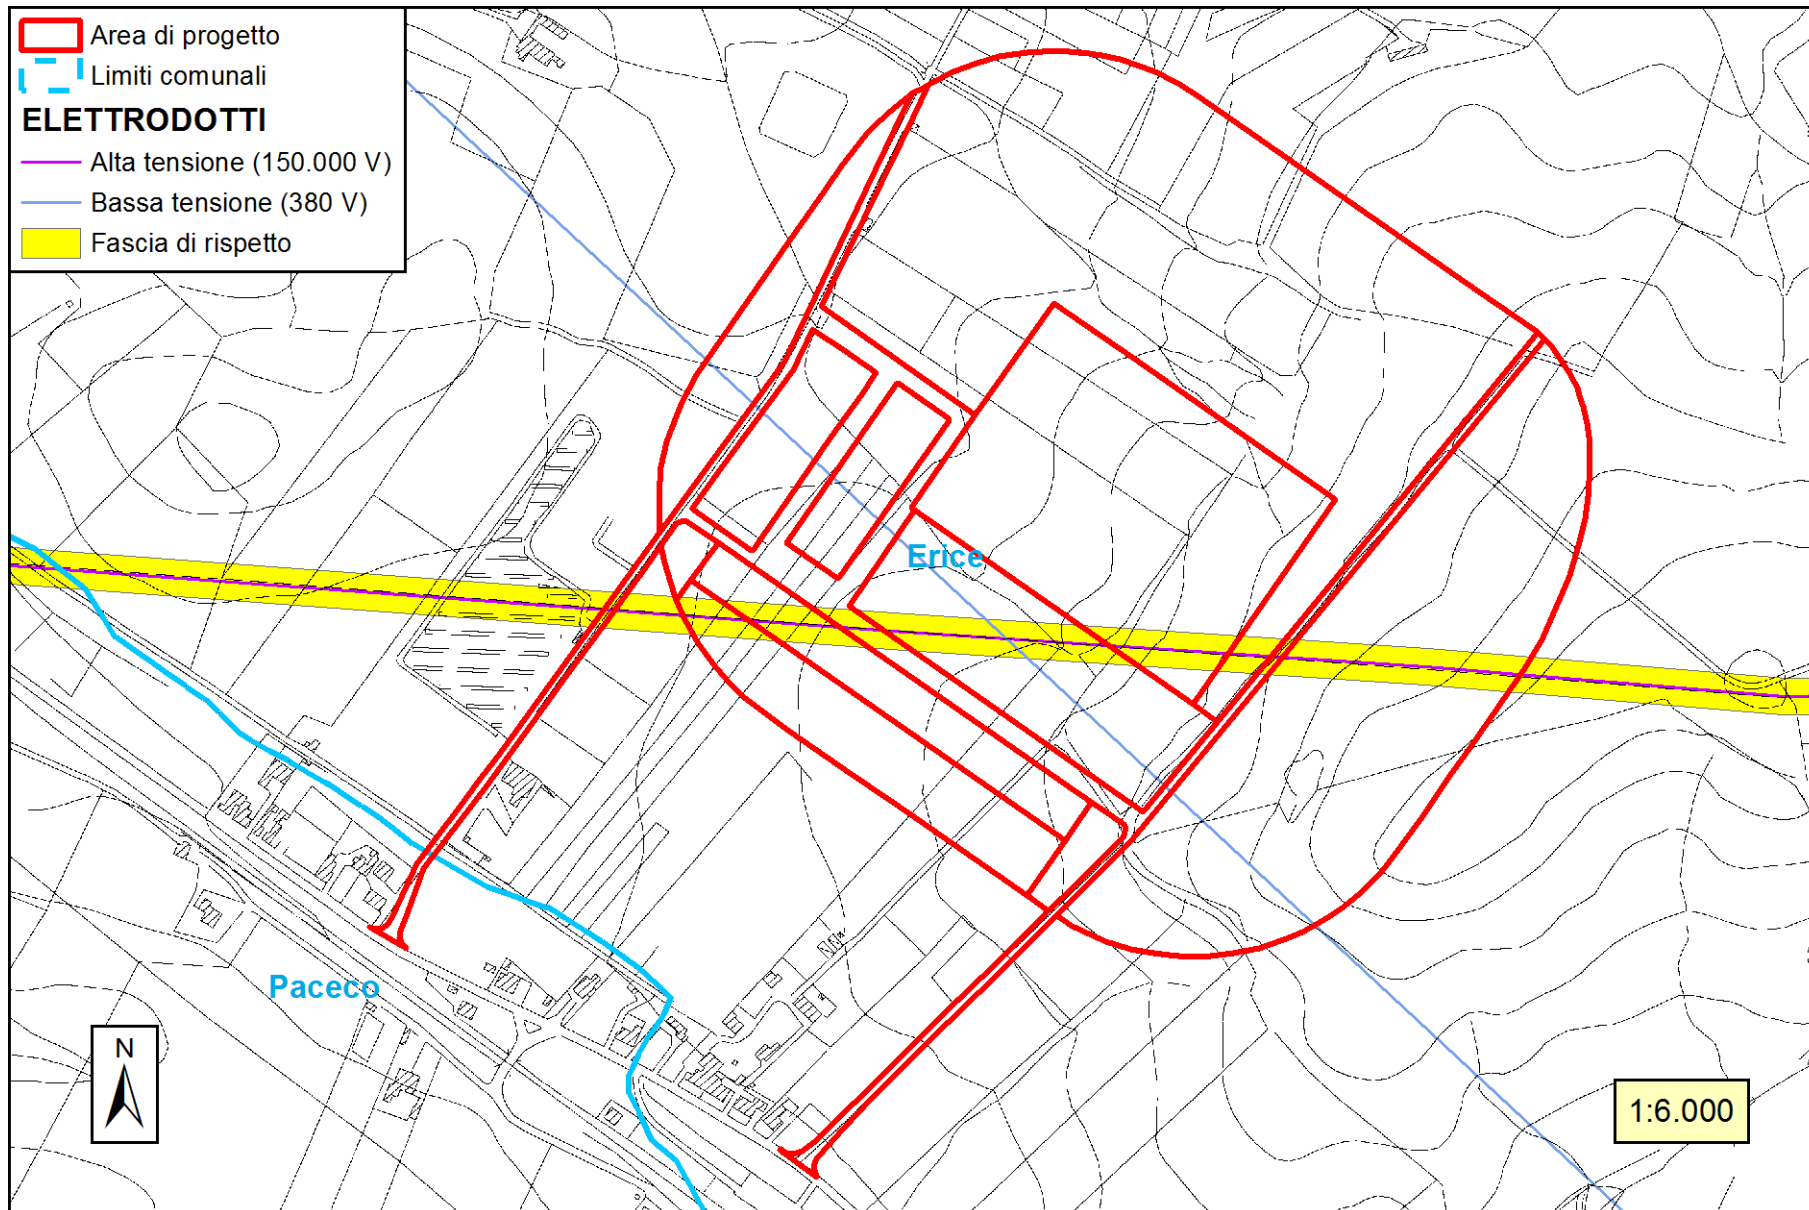 Area di progetto
Limiti comunali
ELETTRODOTTI
Alta tensione (150.000 V)
Bassa tensione (380 V)
Fascia di rispetto
Erice
Paceco
N
1:6.000